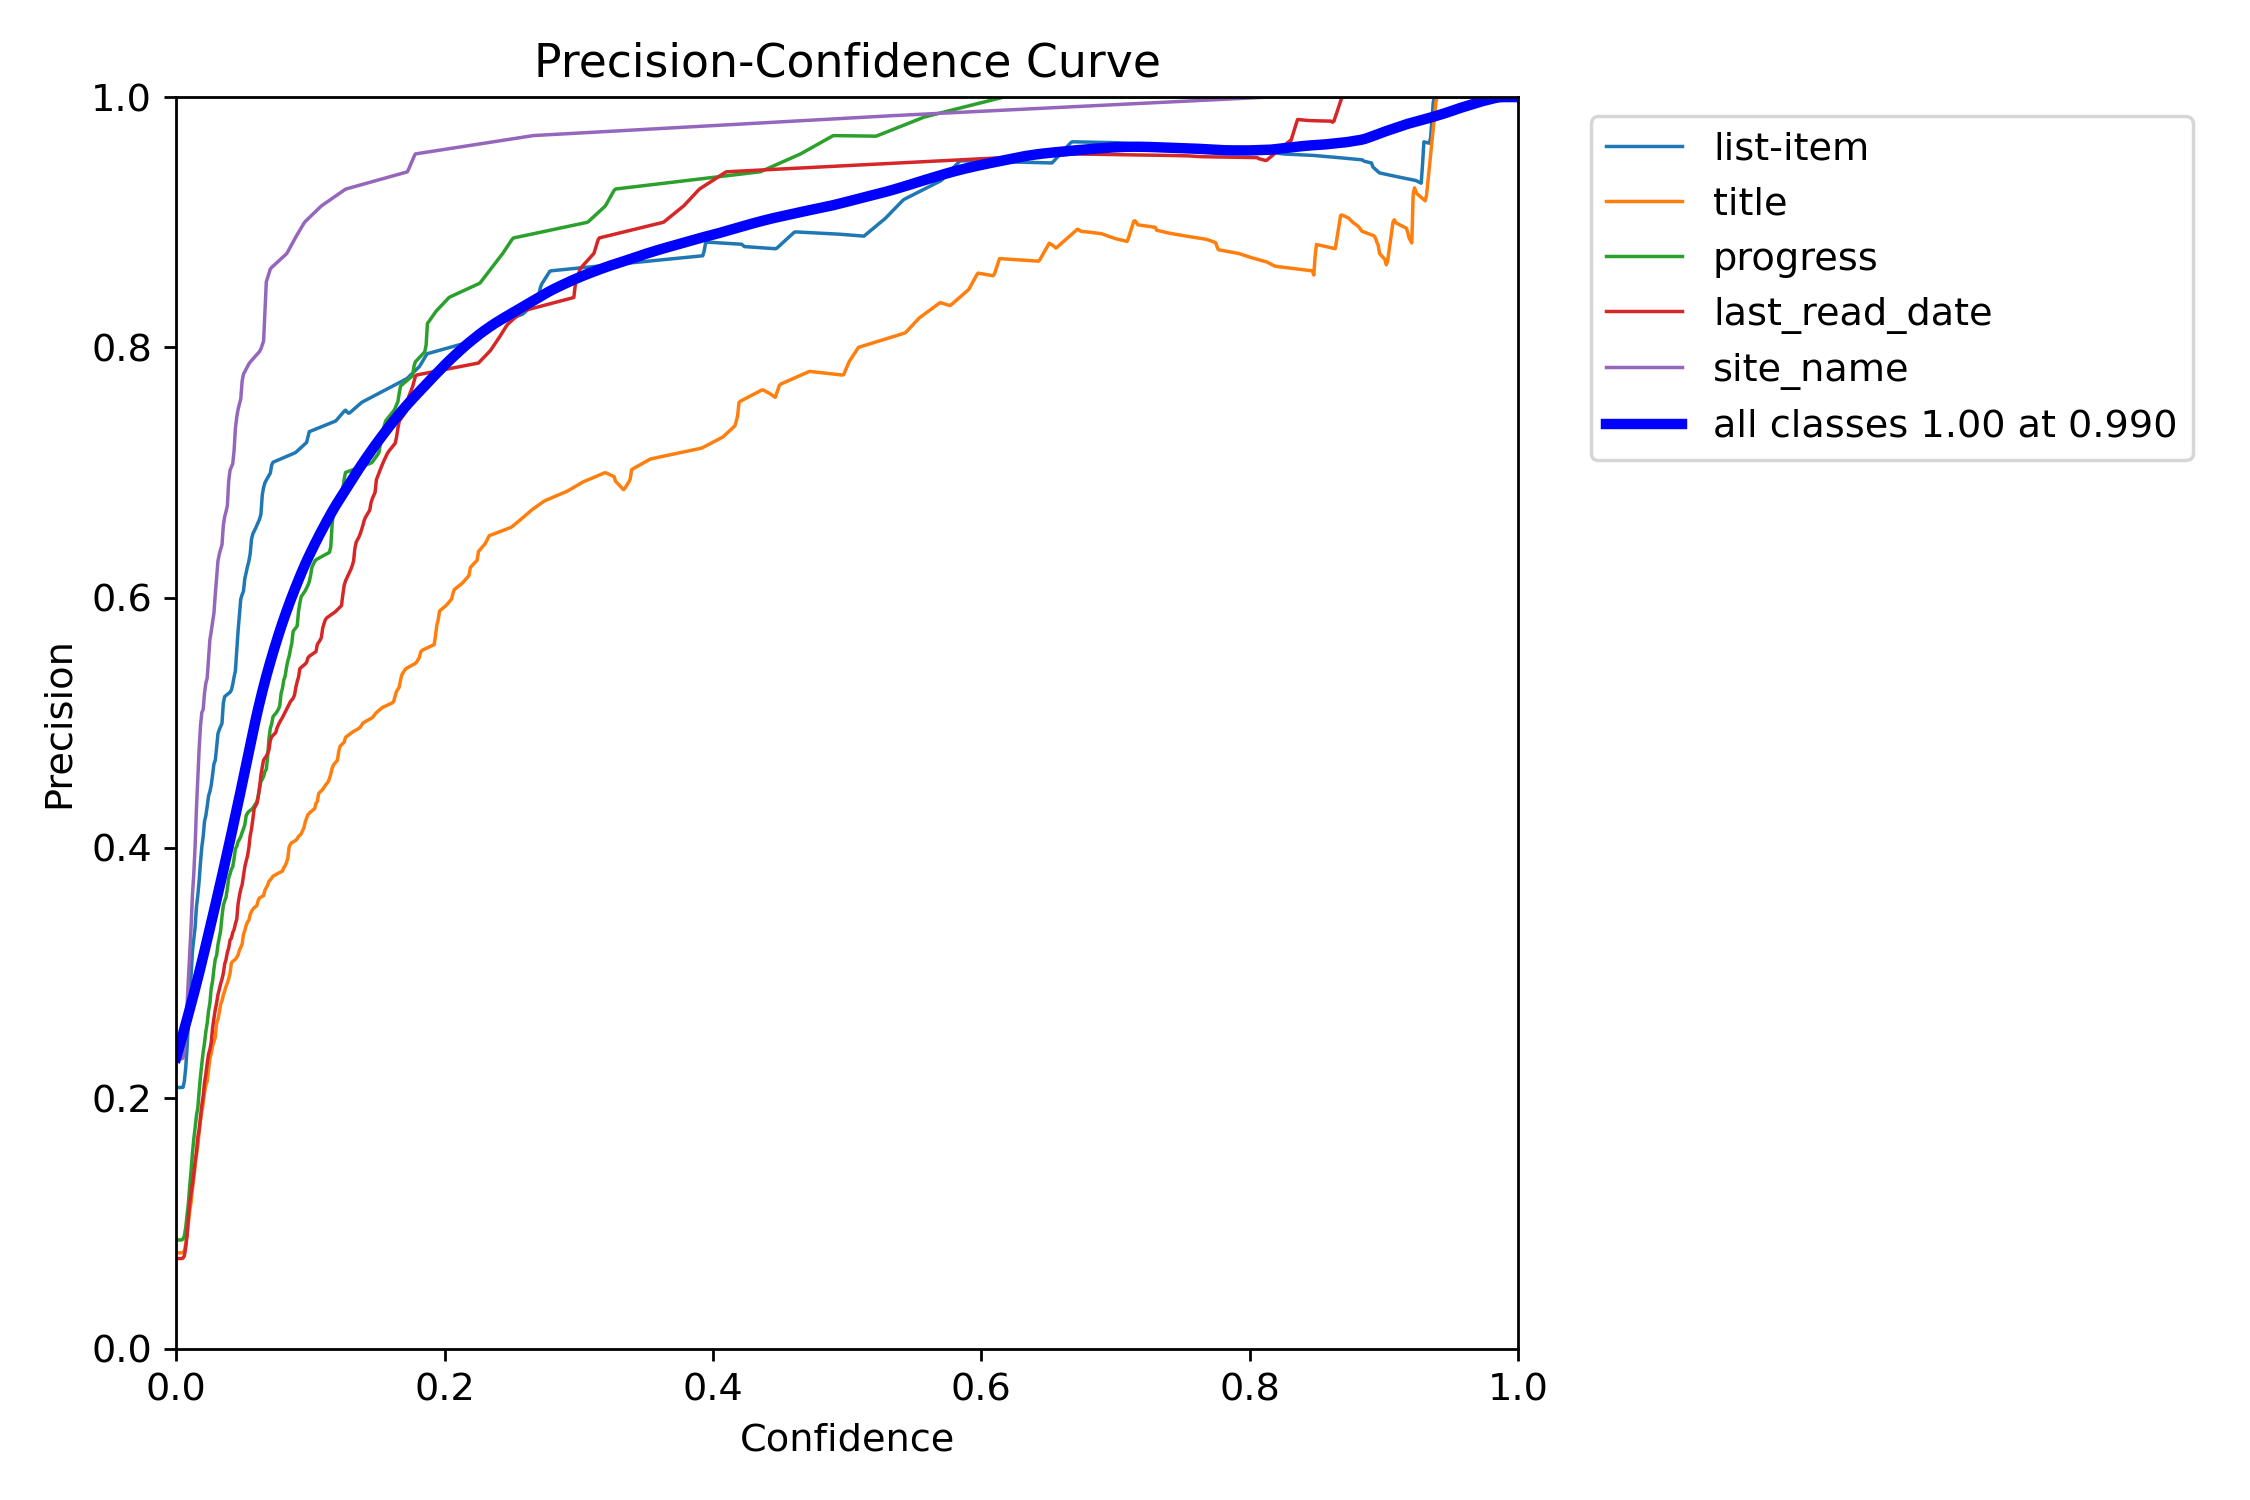 Precision-Confidence Curve
1.0
0.8
0.6
0.4
0.2
0.0
Precision
0.0 0.2 0.4 0.6 0.8 1.0
Confidence
list-item
title
progress
last_read_date
site_name
all classes 1.00 at 0.990